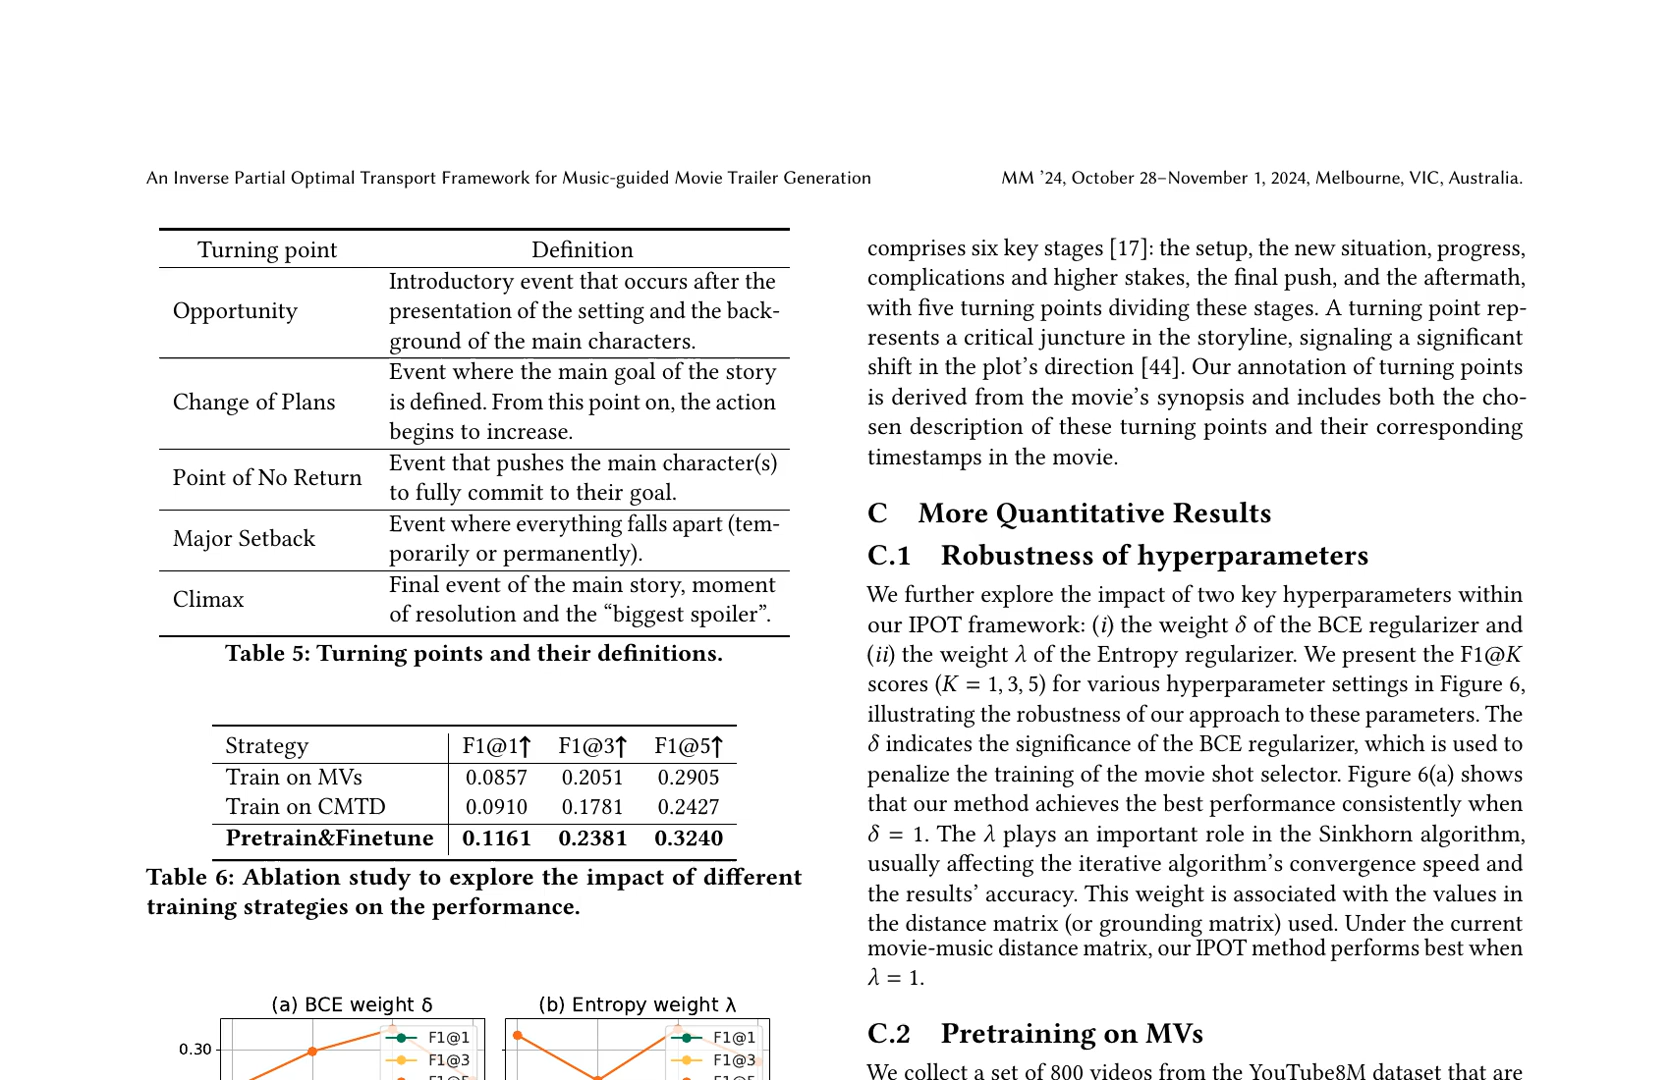 An Inverse Partial Optimal Transport Framework for Music-guided Movie Trailer Generation
MM ’24, October 28–November 1, 2024, Melbourne, VIC, Australia.
Turning point Definition
Opportunity
Introductory event that occurs after the
presentation of the setting and the back-
ground of the main characters.
Change of Plans
Event where the main goal of the story
is defined. From this point on, the action
begins to increase.
Point of No Return
Event that pushes the main character(s)
to fully commit to their goal.
Major Setback
Event where everything falls apart (tem-
porarily or permanently).
Climax
Final event of the main story, moment
of resolution and the “biggest spoiler”.
Table 5: Turning points and their definitions.
Strategy F1@1↑ F1@3↑ F1@5↑
Train on MVs 0.0857 0.2051 0.2905
Train on CMTD 0.0910 0.1781 0.2427
Pretrain&Finetune 0.1161 0.2381 0.3240
Table 6: Ablation study to explore the impact of different
training strategies on the performance.
(a) BCE weight δ
0.30
F1@1
F1@3
(b) Entropy weight λ
F1@1
F1@3
comprises six key stages [17]: the setup, the new situation, progress,
complications and higher stakes, the final push, and the aftermath,
with five turning points dividing these stages. A turning point rep-
resents a critical juncture in the storyline, signaling a significant
shift in the plot’s direction [44]. Our annotation of turning points
is derived from the movie’s synopsis and includes both the cho-
sen description of these turning points and their corresponding
timestamps in the movie.
C More Quantitative Results
C.1 Robustness of hyperparameters
We further explore the impact of two key hyperparameters within
our IPOT framework: (i) the weight δ of the BCE regularizer and
(ii) the weight λ of the Entropy regularizer. We present the F1@K
scores (K = 1, 3, 5) for various hyperparameter settings in Figure 6,
illustrating the robustness of our approach to these parameters. The
δ indicates the significance of the BCE regularizer, which is used to
penalize the training of the movie shot selector. Figure 6(a) shows
that our method achieves the best performance consistently when
δ = 1. The λ plays an important role in the Sinkhorn algorithm,
usually affecting the iterative algorithm’s convergence speed and
the results’ accuracy. This weight is associated with the values in
the distance matrix (or grounding matrix) used. Under the current
movie-music distance matrix, our IPOT method performs best when
λ = 1.
C.2 Pretraining on MVs
We collect a set of 800 videos from the YouTube8M dataset that are